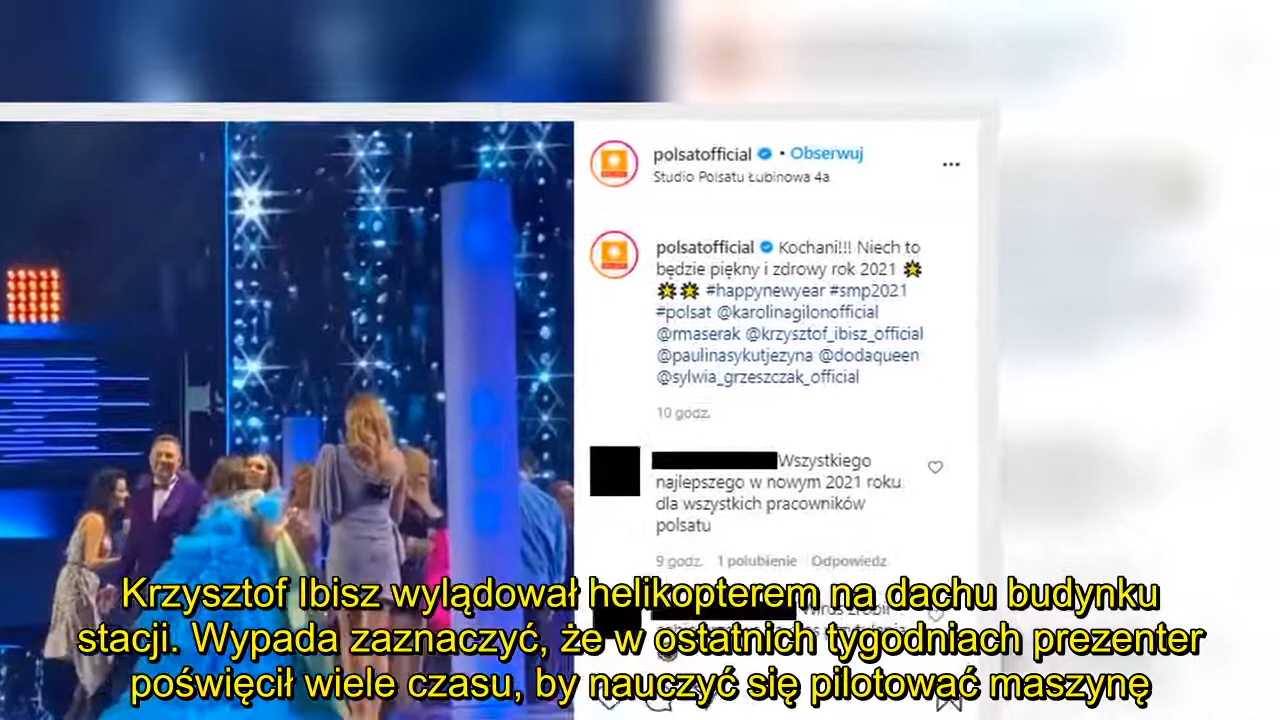 polsatofficial • Obserwuj
Studio Polsatu Łubinowa 4a
polsatofficial Kochani!!! Niech to
będzie piękny i zdrowy rok 2021
#happynewyear #smp2021
#polsat @karolinagilonofficial
@rmaserak @krzysztof_ibisz_official
@paulinasykutjezyna @dodaqueen
@sylwia_grzeszczak_official
10 godz.
Wszystkiego
najlepszego w nowym 2021 roku
dla wszystkich pracowników
polsatu
9 godz. 1 polubienie Odpowiedz
Krzysztof Ibisz wylądował helikopterem na dachu budynku
stacji. Wypada zaznaczyć, że w ostatnich tygodniach prezenter
poświęcił wiele czasu, by nauczyć się pilotować maszynę